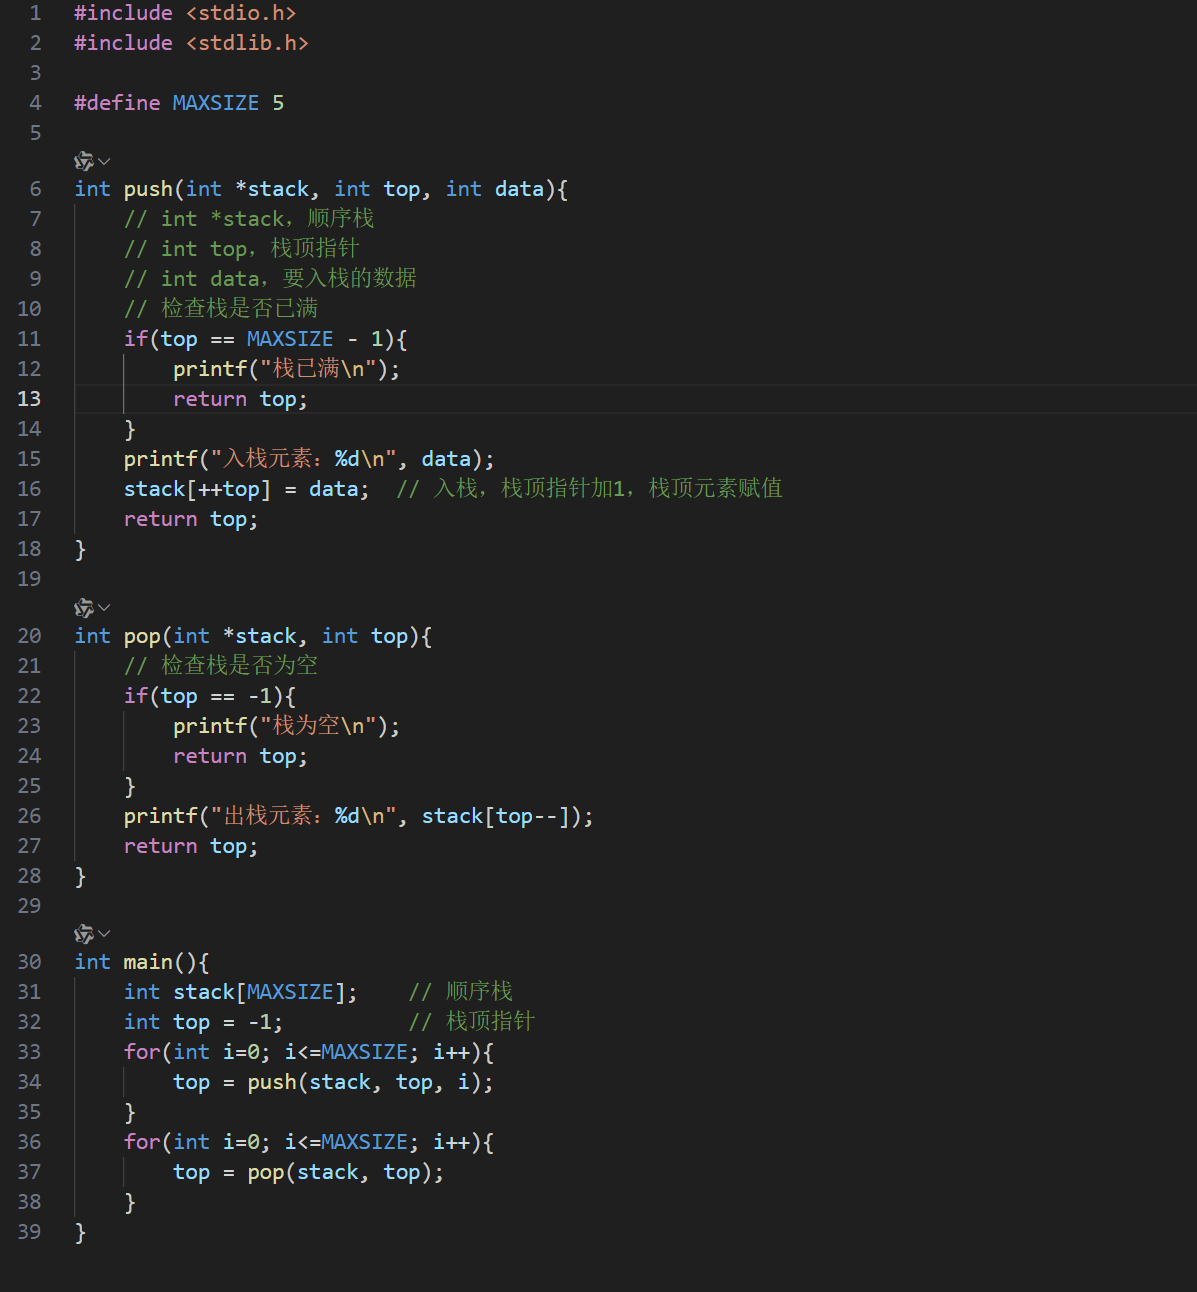 1 #include <stdio.h>
2 #include <stdlib.h>
3
4 #define MAXSIZE 5
5
6 int push(int *stack, int top, int data){
7     // int *stack，顺序栈
8     // int top，栈顶指针
9     // int data，要入栈的数据
10     // 检查栈是否已满
11     if(top == MAXSIZE - 1){
12         printf("栈已满\n");
13         return top;
14     }
15     printf("入栈元素：%d\n", data);
16     stack[++top] = data;  // 入栈，栈顶指针加1，栈顶元素赋值
17     return top;
18 }
19
20 int pop(int *stack, int top){
21     // 检查栈是否为空
22     if(top == -1){
23         printf("栈为空\n");
24         return top;
25     }
26     printf("出栈元素：%d\n", stack[top--]);
27     return top;
28 }
29
30 int main(){
31     int stack[MAXSIZE];    // 顺序栈
32     int top = -1;          // 栈顶指针
33     for(int i=0; i<=MAXSIZE; i++){
34         top = push(stack, top, i);
35     }
36     for(int i=0; i<=MAXSIZE; i++){
37         top = pop(stack, top);
38     }
39 }